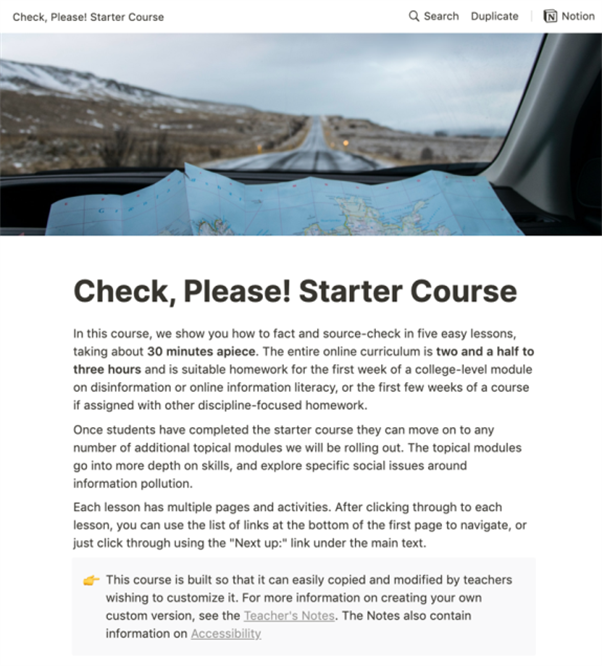 Check, Please! Starter Course
Search
Duplicate
Notion
Check, Please! Starter Course
In this course, we show you how to fact and source-check in five easy lessons,
taking about 30 minutes apiece. The entire online curriculum is two and a half to
three hours and is suitable homework for the first week of a college-level module
on disinformation or online information literacy, or the first few weeks of a course
if assigned with other discipline-focused homework.
Once students have completed the starter course they can move on to any
number of additional topical modules we will be rolling out. The topical modules
go into more depth on skills, and explore specific social issues around
information pollution.
Each lesson has multiple pages and activities. After clicking through to each
lesson, you can use the list of links at the bottom of the first page to navigate, or
just click through using the "Next up:" link under the main text.
👉 This course is built so that it can easily copied and modified by teachers
wishing to customize it. For more information on creating your own
custom version, see the Teacher's Notes. The Notes also contain
information on Accessibility